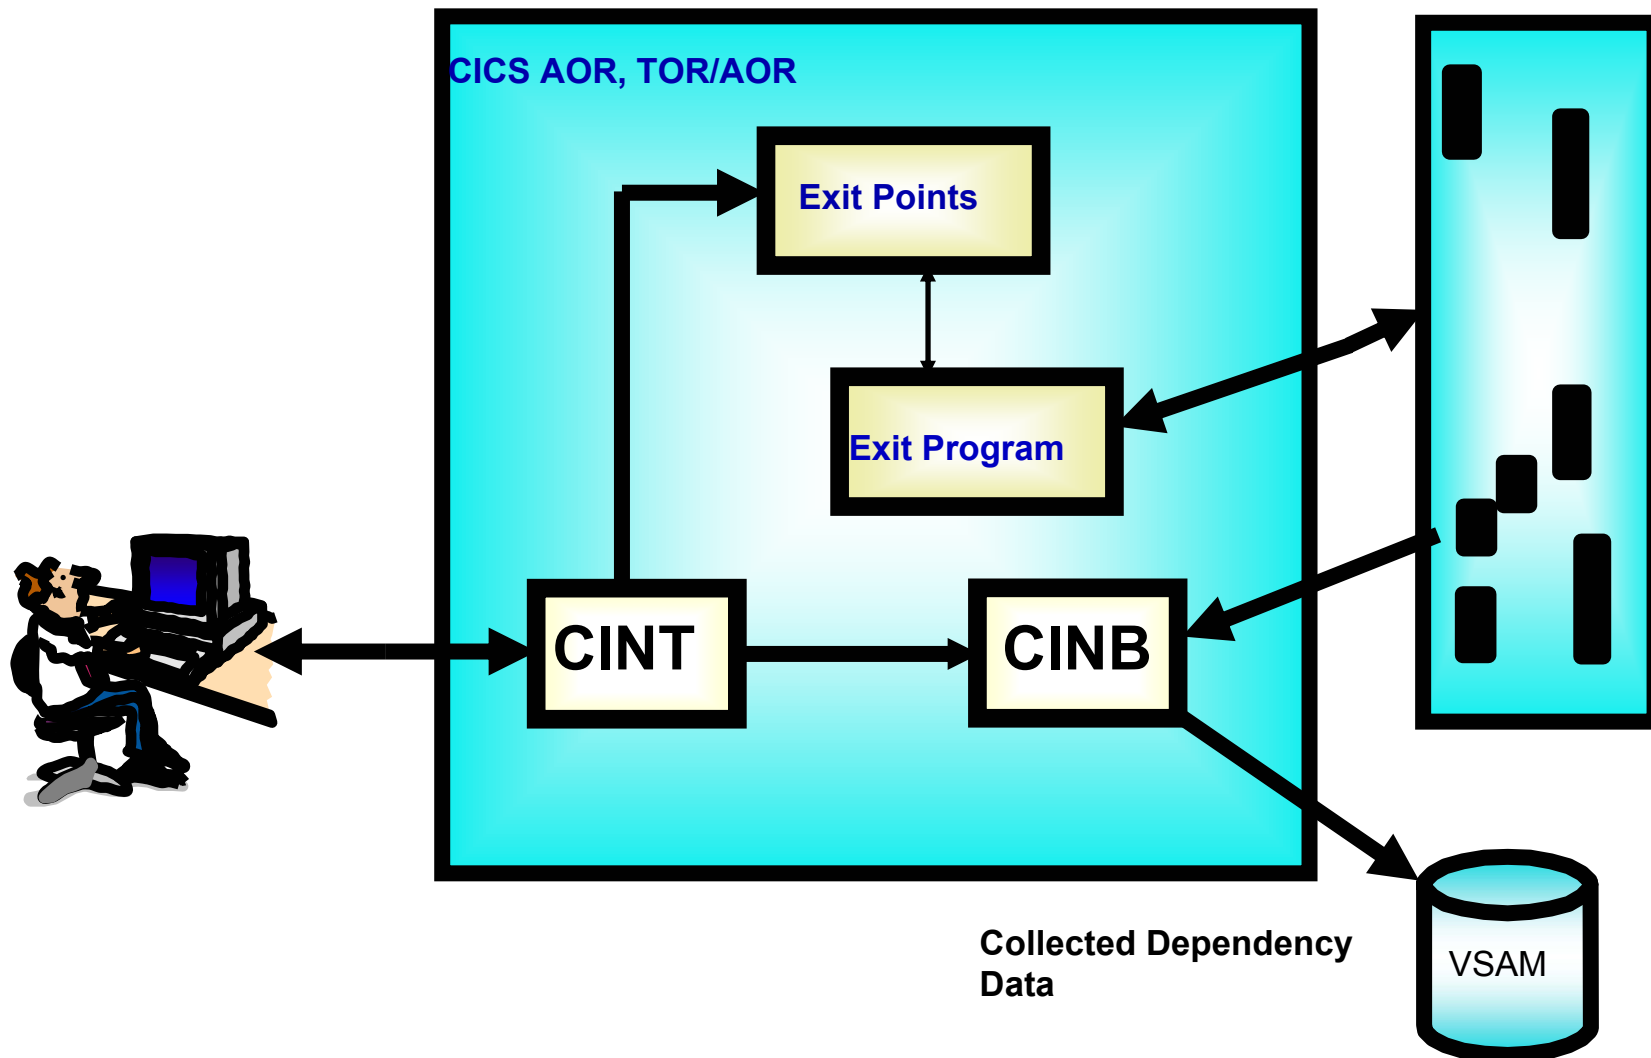 CICS AOR, TOR/AOR
Exit Points
Exit Program
CINT
CINB
Collected Dependency
Data
VSAM